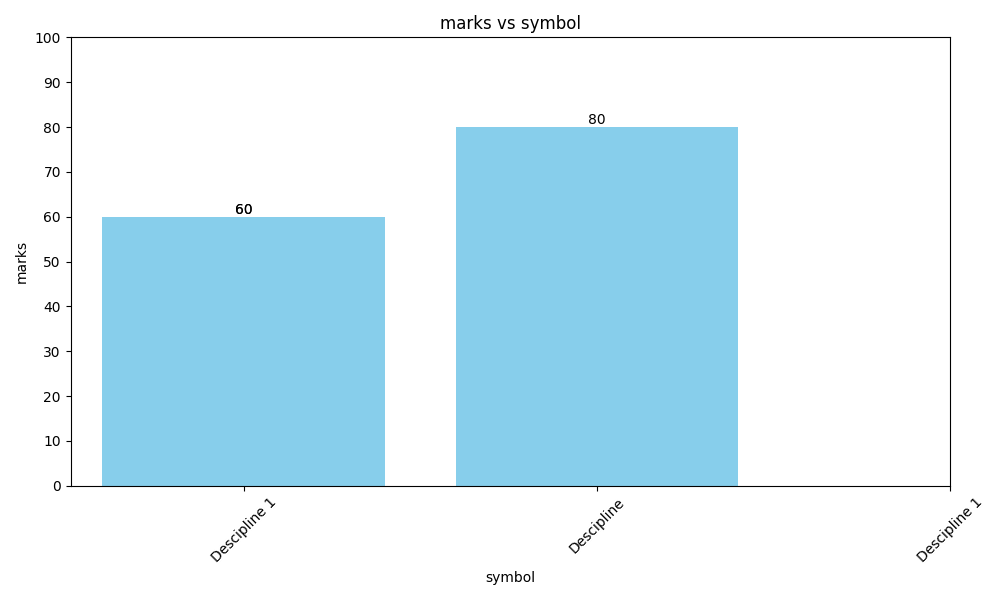 marks vs symbol
100
90
80
70
60
50
40
30
20
10
0
marks
60
80
Descipline 1
Descipline
Descipline 1
symbol